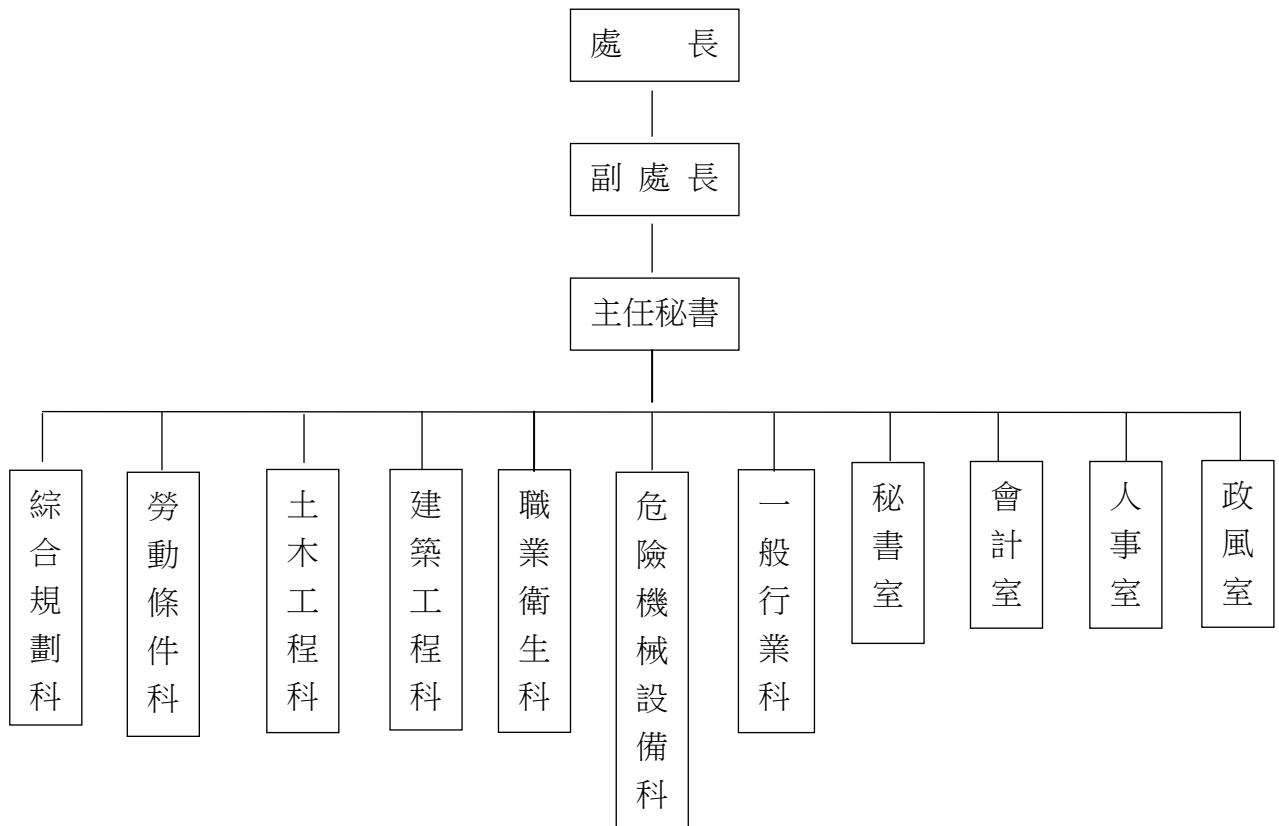 處 長
副 處 長
主任秘書
綜合規劃科
勞動條件科
土木工程科
建築工程科
職業衛生科
危險機械設備科
一般行業科
秘書室
會計室
人事室
政風室